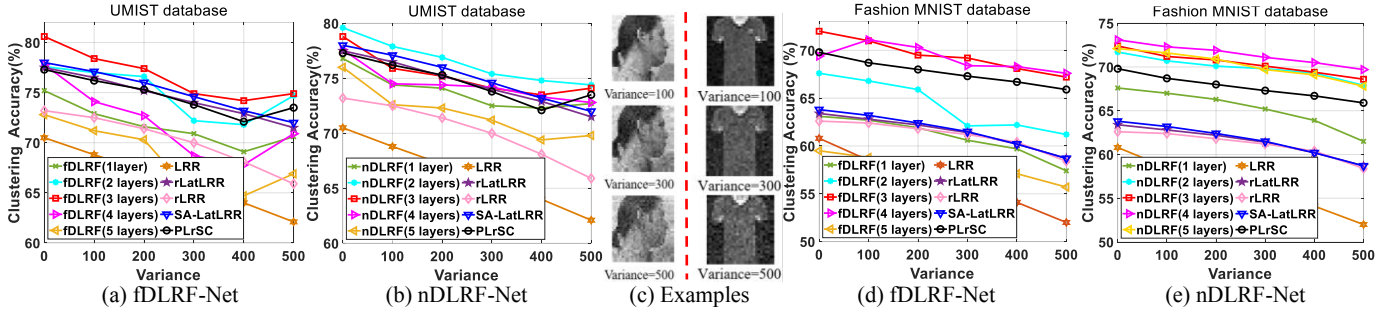 UMIST database
Clustering Accuracy (%)
80
75
70
65
60
fDLRF(1 layer)
fDLRF(2 layers)
fDLRF(3 layers)
fDLRF(4 layers)
fDLRF(5 layers)
LRR
rLatLRR
rLRR
SA-LatLRR
PLrSC
0 100 200 300 400 500
Variance
(a) fDLRF-Net
UMIST database
Clustering Accuracy (%)
80
75
70
65
60
nDLRF(1 layer)
nDLRF(2 layers)
nDLRF(3 layers)
nDLRF(4 layers)
nDLRF(5 layers)
LRR
rLatLRR
rLRR
SA-LatLRR
PLrSC
0 100 200 300 400 500
Variance
(b) nDLRF-Net
Variance=100
Variance=300
Variance=500
Variance=100
Variance=300
Variance=500
(c) Examples
Fashion MNIST database
Clustering Accuracy (%)
70
65
60
55
50
fDLRF(1 layer)
fDLRF(2 layers)
fDLRF(3 layers)
fDLRF(4 layers)
fDLRF(5 layers)
LRR
rLatLRR
rLRR
SA-LatLRR
PLrSC
0 100 200 300 400 500
Variance
(d) fDLRF-Net
Fashion MNIST database
Clustering Accuracy (%)
75
70
65
60
55
50
nDLRF(1 layer)
nDLRF(2 layers)
nDLRF(3 layers)
nDLRF(4 layers)
nDLRF(5 layers)
LRR
rLatLRR
rLRR
SA-LatLRR
PLrSC
0 100 200 300 400 500
Variance
(e) nDLRF-Net